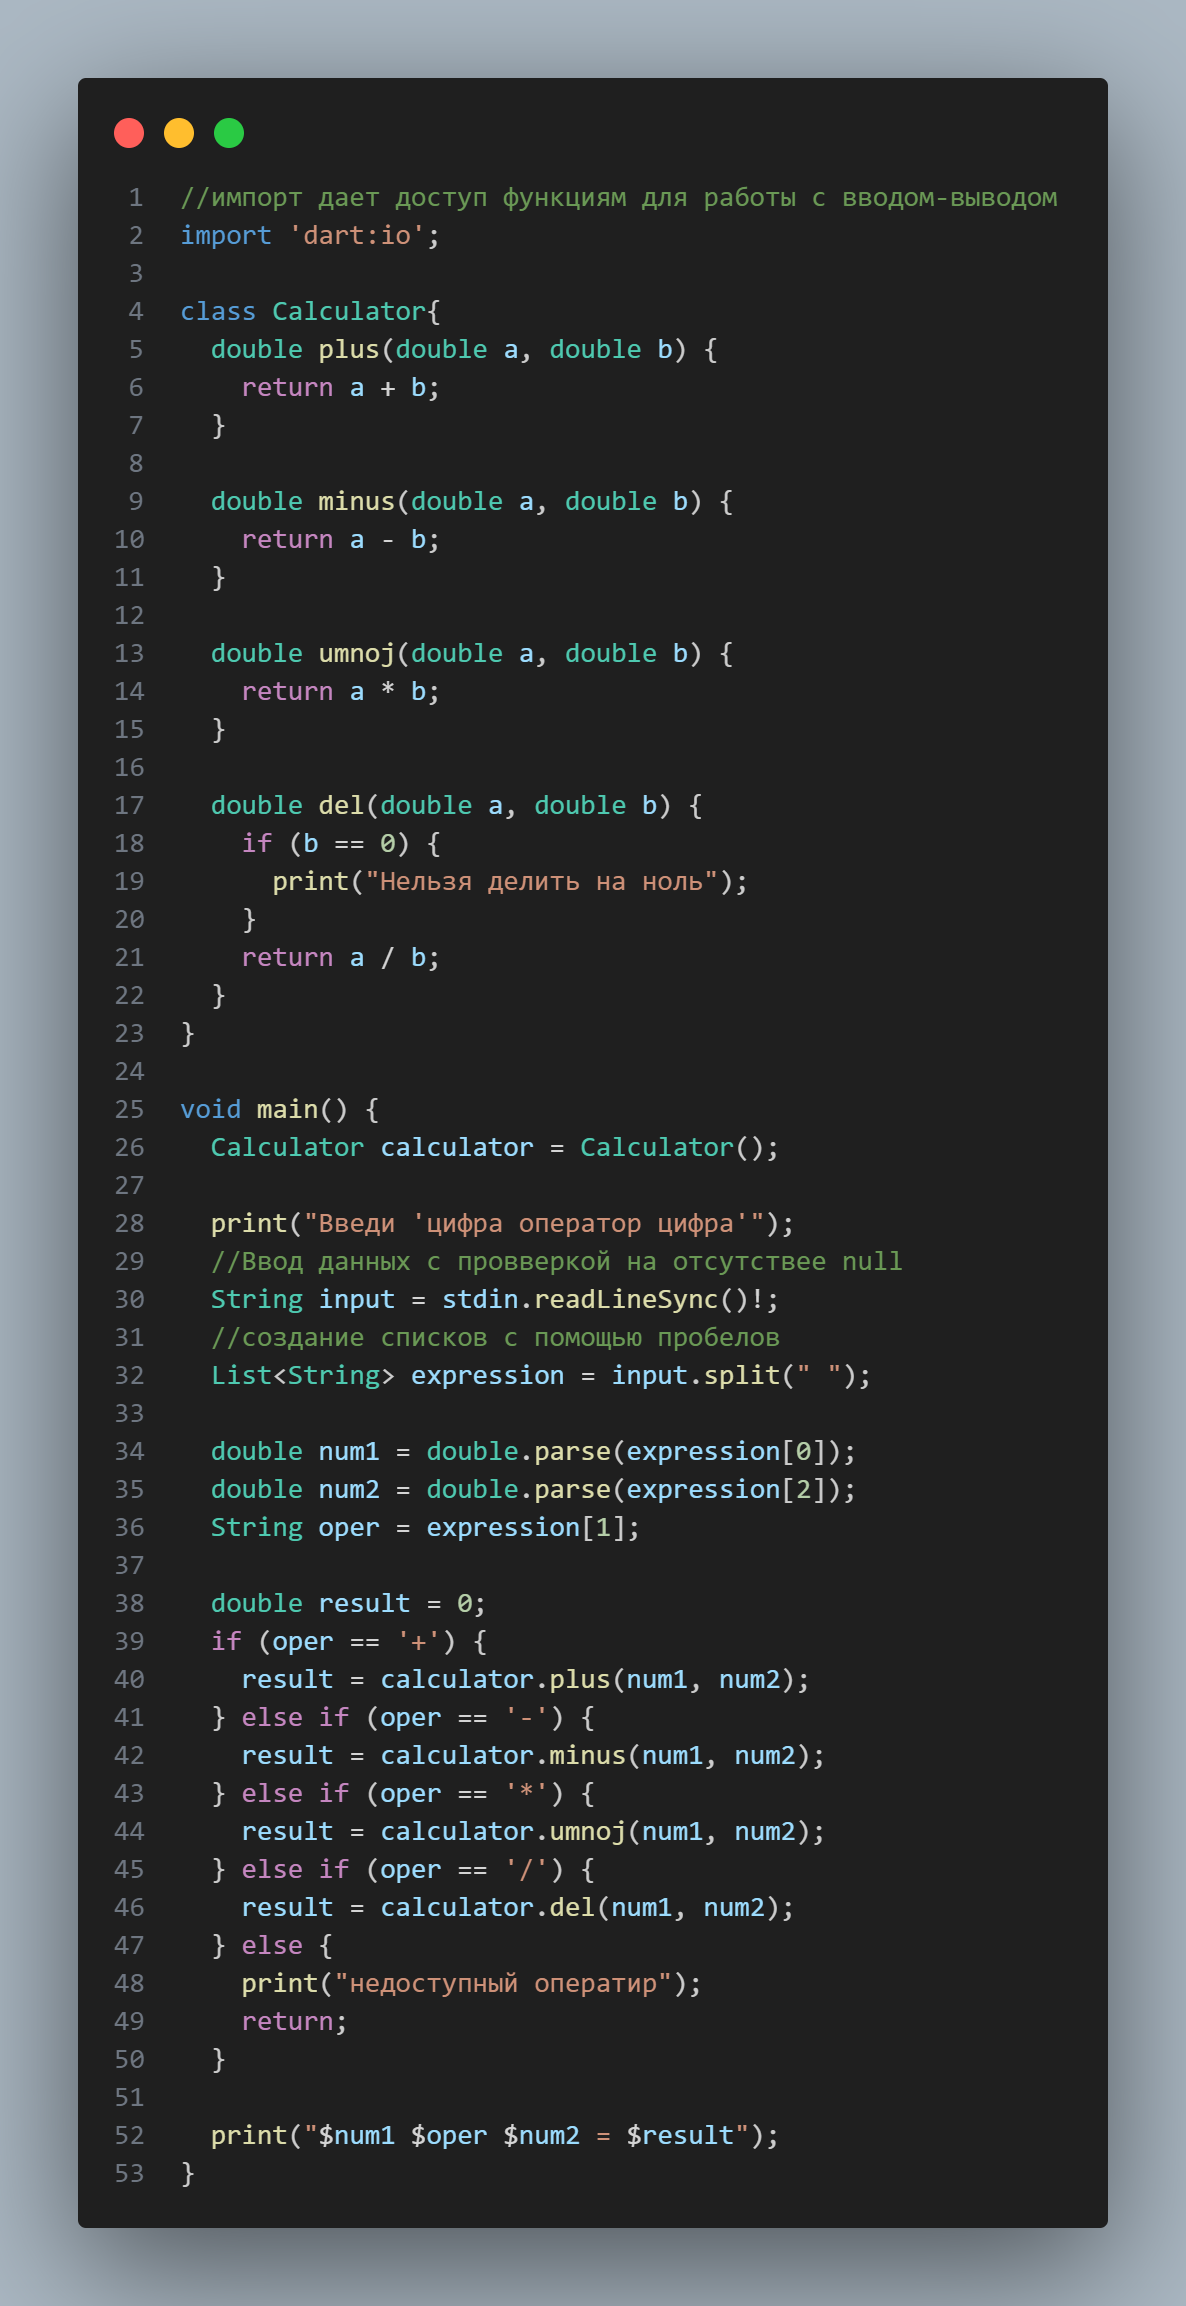 1 //импорт дает доступ функциям для работы с вводом-выводом
2 import 'dart:io';
3
4 class Calculator{
5   double plus(double a, double b) {
6     return a + b;
7   }
8
9   double minus(double a, double b) {
10     return a - b;
11   }
12
13   double umnoj(double a, double b) {
14     return a * b;
15   }
16
17   double del(double a, double b) {
18     if (b == 0) {
19       print("Нельзя делить на ноль");
20     }
21     return a / b;
22   }
23 }
24
25 void main() {
26   Calculator calculator = Calculator();
27
28   print("Введи 'цифра оператор цифра'");
29   //Ввод данных с провверкой на отсутствее null
30   String input = stdin.readLineSync()!;
31   //создание списков с помощью пробелов
32   List<String> expression = input.split(" ");
33
34   double num1 = double.parse(expression[0]);
35   double num2 = double.parse(expression[2]);
36   String oper = expression[1];
37
38   double result = 0;
39   if (oper == '+') {
40     result = calculator.plus(num1, num2);
41   } else if (oper == '-') {
42     result = calculator.minus(num1, num2);
43   } else if (oper == '*') {
44     result = calculator.umnoj(num1, num2);
45   } else if (oper == '/') {
46     result = calculator.del(num1, num2);
47   } else {
48     print("недоступный оператир");
49     return;
50   }
51
52   print("$num1 $oper $num2 = $result");
53 }